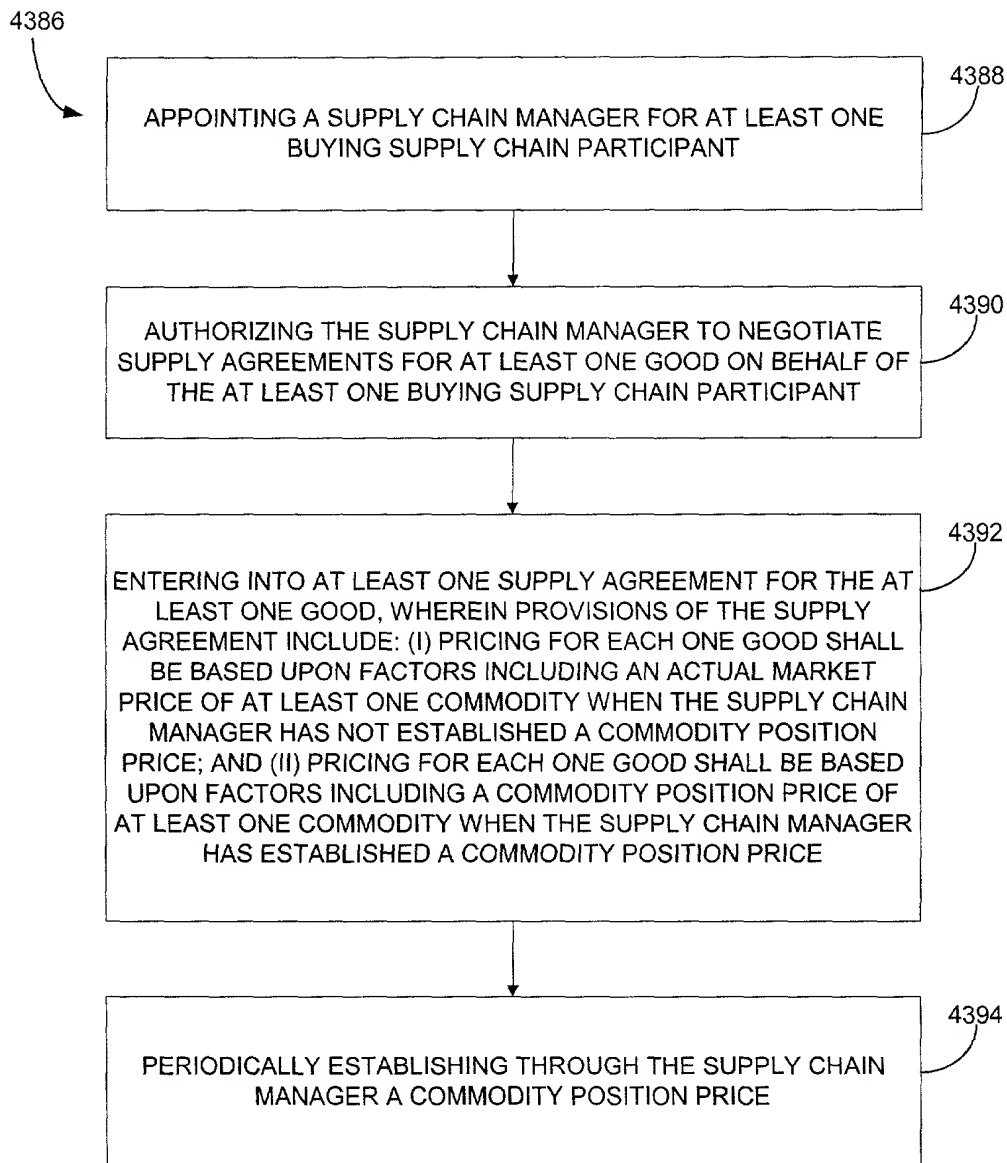 4386
4388
APPOINTING A SUPPLY CHAIN MANAGER FOR AT LEAST ONE
BUYING SUPPLY CHAIN PARTICIPANT
4390
AUTHORIZING THE SUPPLY CHAIN MANAGER TO NEGOTIATE
SUPPLY AGREEMENTS FOR AT LEAST ONE GOOD ON BEHALF OF
THE AT LEAST ONE BUYING SUPPLY CHAIN PARTICIPANT
4392
ENTERING INTO AT LEAST ONE SUPPLY AGREEMENT FOR THE AT
LEAST ONE GOOD, WHEREIN PROVISIONS OF THE SUPPLY
AGREEMENT INCLUDE: (I) PRICING FOR EACH ONE GOOD SHALL
BE BASED UPON FACTORS INCLUDING AN ACTUAL MARKET
PRICE OF AT LEAST ONE COMMODITY WHEN THE SUPPLY CHAIN
MANAGER HAS NOT ESTABLISHED A COMMODITY POSITION
PRICE; AND (II) PRICING FOR EACH ONE GOOD SHALL BE BASED
UPON FACTORS INCLUDING A COMMODITY POSITION PRICE OF
AT LEAST ONE COMMODITY WHEN THE SUPPLY CHAIN MANAGER
HAS ESTABLISHED A COMMODITY POSITION PRICE
4394
PERIODICALLY ESTABLISHING THROUGH THE SUPPLY CHAIN
MANAGER A COMMODITY POSITION PRICE